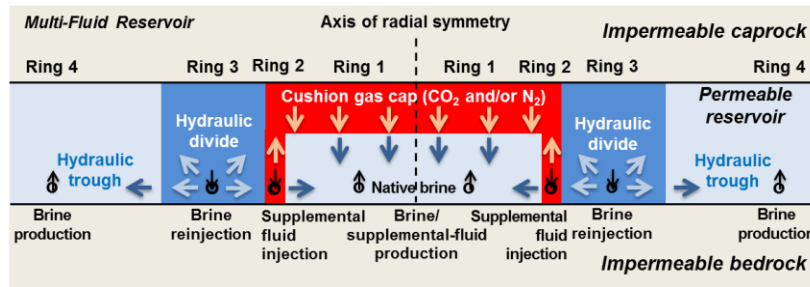 Multi-Fluid Reservoir
Axis of radial symmetry
Impermeable caprock
Ring 4
Ring 3
Ring 2
Ring 1
Ring 1
Ring 2
Ring 3
Ring 4
Cushion gas cap (CO₂ and/or N₂)
Permeable
reservoir
Hydraulic
divide
Hydraulic
divide
Hydraulic
trough
Native brine
Hydraulic
trough
Brine
production
Brine
reinjection
Supplemental
fluid
injection
Brine/
supplemental-fluid
production
Supplemental
fluid
injection
Brine
reinjection
Brine
production
Impermeable bedrock